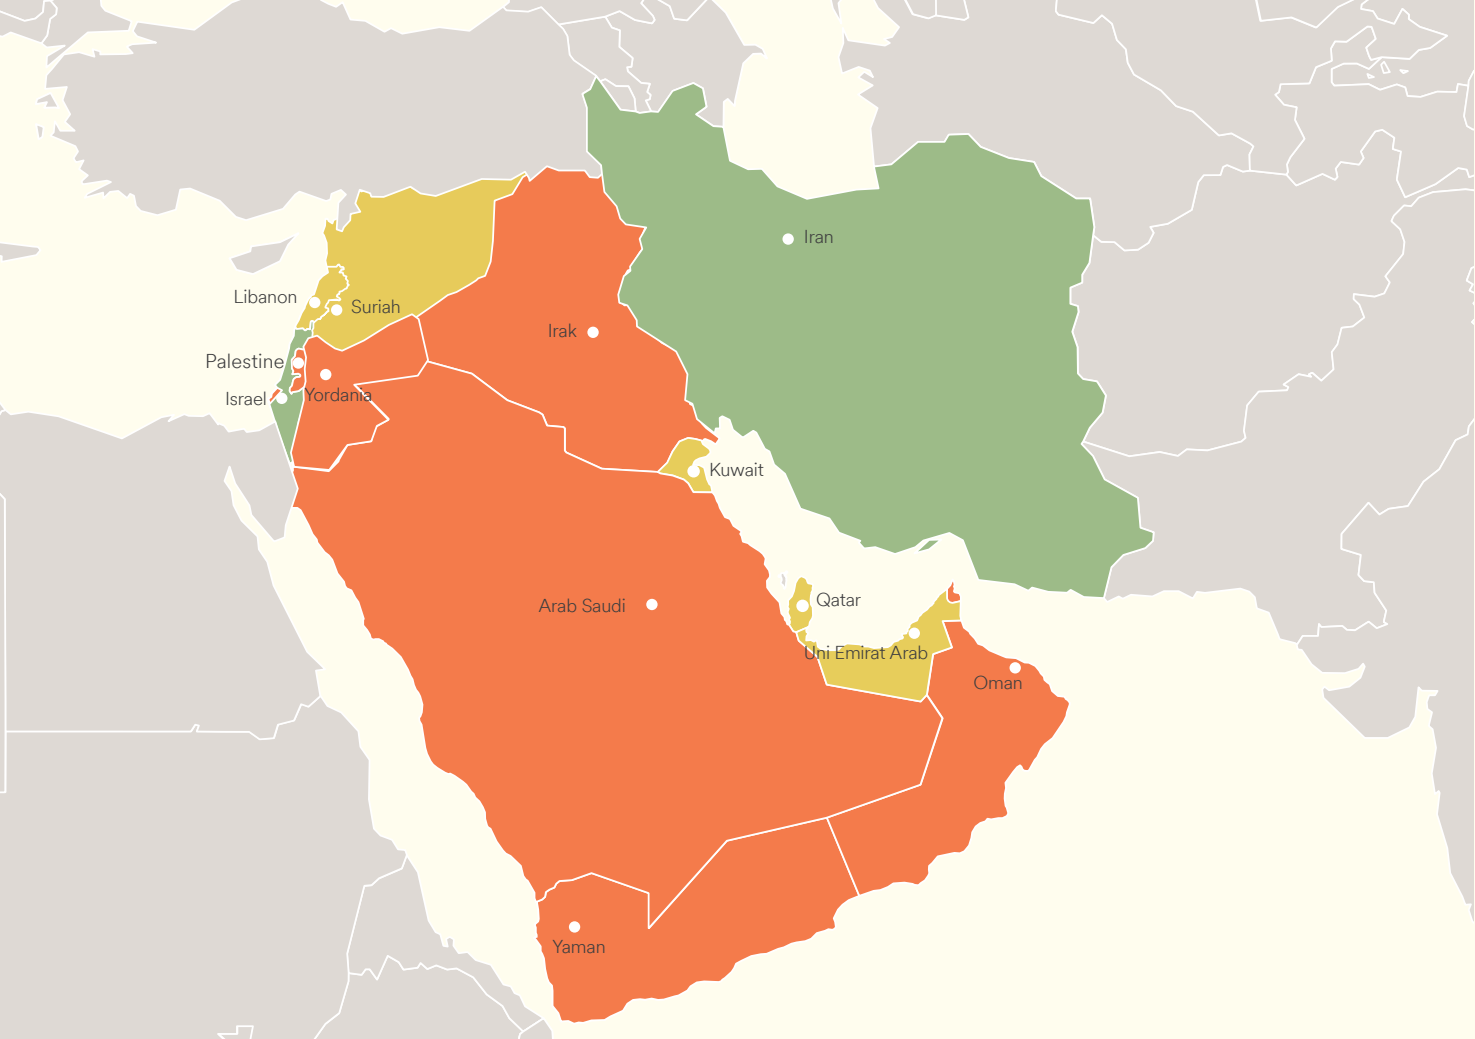 Iran
Libanon
Suriah
Irak
Palestine
Israel
Yordania
Kuwait
Arab Saudi
Qatar
Uni Emirat Arab
Oman
Yaman